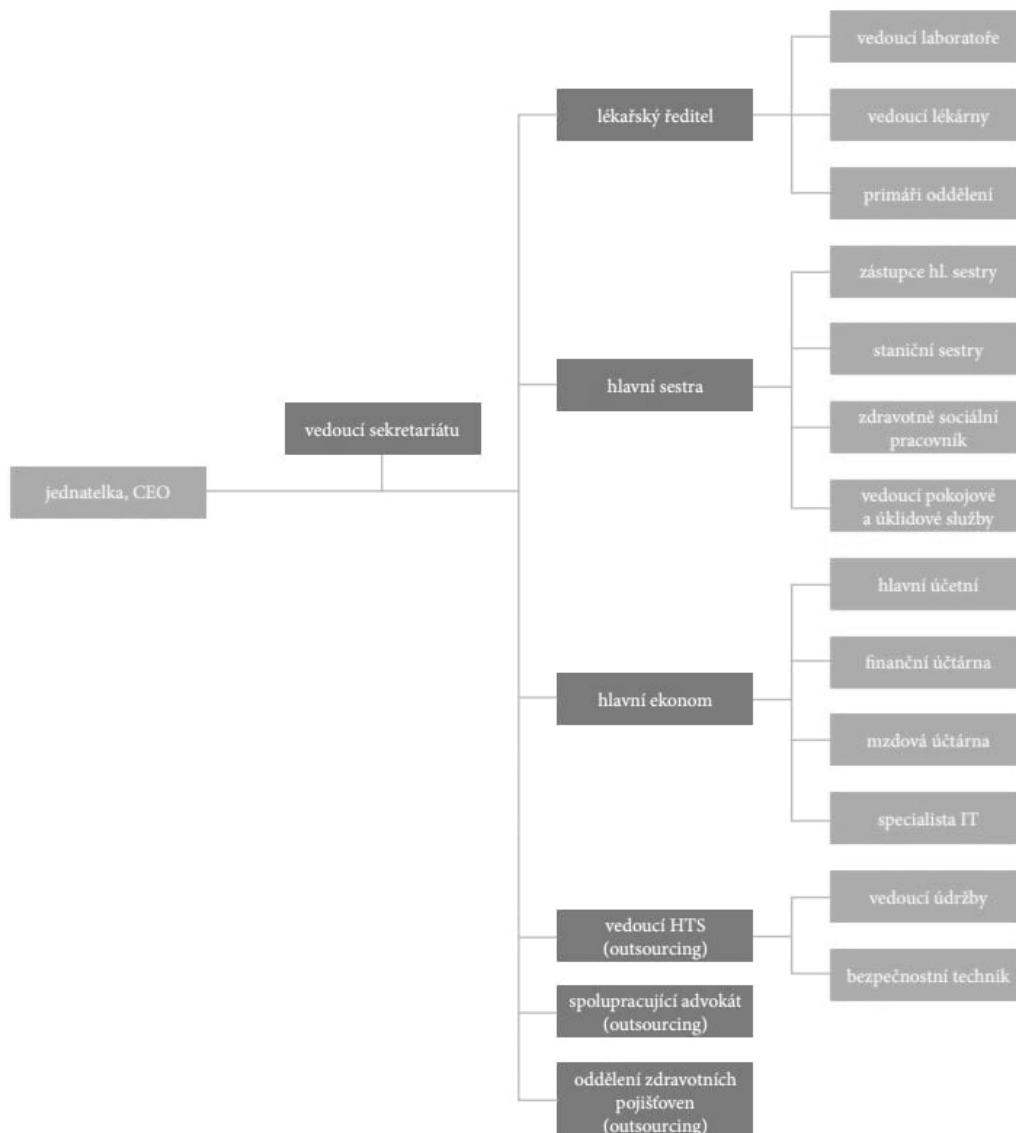 jednatelka, CEO
vedoucí sekretariátu
lékařský ředitel
vedoucí laboratoře
vedoucí lékárny
primáři oddělení
hlavní sestra
zástupce hl. sestry
staniční sestry
zdravotně sociální
pracovník
vedoucí pokojové
a úklidové služby
hlavní ekonom
hlavní účetní
finanční účtárna
mzdová účtárna
specialista IT
vedoucí HTS
(outsourcing)
vedoucí údržby
bezpečnostní technik
spolupracující advokát
(outsourcing)
oddělení zdravotních
pojišťoven
(outsourcing)